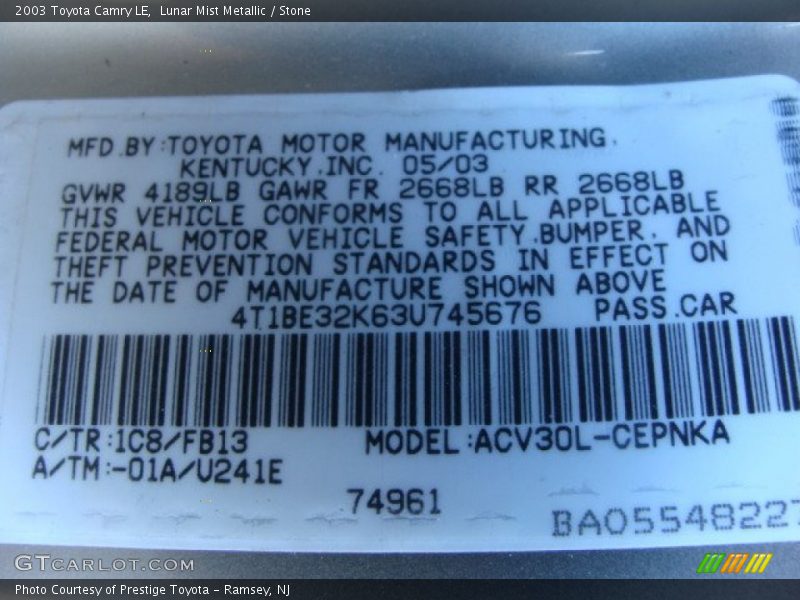 2003 Toyota Camry LE,  Lunar Mist Metallic / Stone
MFD.BY:TOYOTA MOTOR MANUFACTURING,
KENTUCKY,INC. 05/03
GVWR 4189LB GAWR FR 2668LB RR 2668LB
THIS VEHICLE CONFORMS TO ALL APPLICABLE
FEDERAL MOTOR VEHICLE SAFETY,BUMPER, AND
THEFT PREVENTION STANDARDS IN EFFECT ON
THE DATE OF MANUFACTURE SHOWN ABOVE
4T1BE32K63U745676 PASS.CAR
C/TR:1C8/FB13 MODEL:ACV30L-CEPNKA
A/TM:-01A/U241E
74961
BA0554822
GTCARLOT.COM
Photo Courtesy of Prestige Toyota - Ramsey, NJ